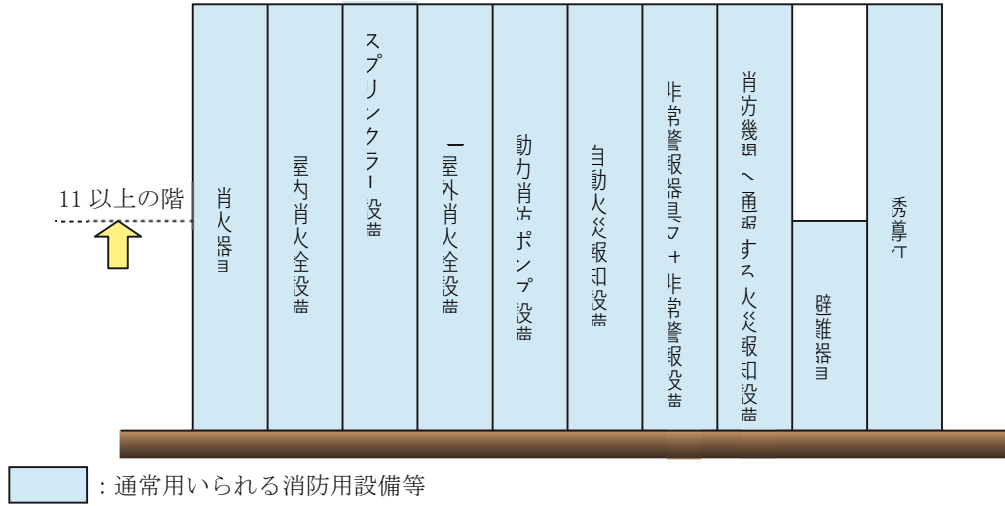 11 以上の階
消火器具
屋内消火栓設備
スプリンクラー設備
屋外消火栓設備
動力消防ポンプ設備
自動火災報知設備
非常警報器具又は非常警報設備
消防機関へ通報する火災報知設備
避難器具
誘導灯
：通常用いられる消防用設備等